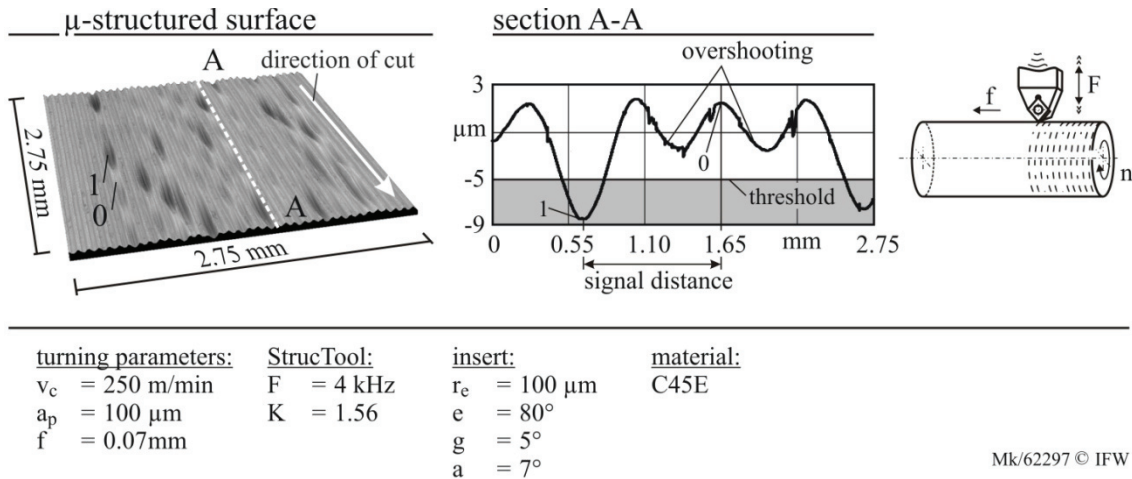 μ-structured surface
A
direction of cut
2.75 mm
1
0
A
2.75 mm
section A-A
overshooting
3
μm
-5
-9
0
threshold
1
0 0.55 1.10 1.65 mm 2.75
signal distance
F
f
n
turning parameters:
vc = 250 m/min
ap = 100 μm
f = 0.07mm
StrucTool:
F = 4 kHz
K = 1.56
insert:
re = 100 μm
e = 80°
g = 5°
a = 7°
material:
C45E
Mk/62297 © IFW